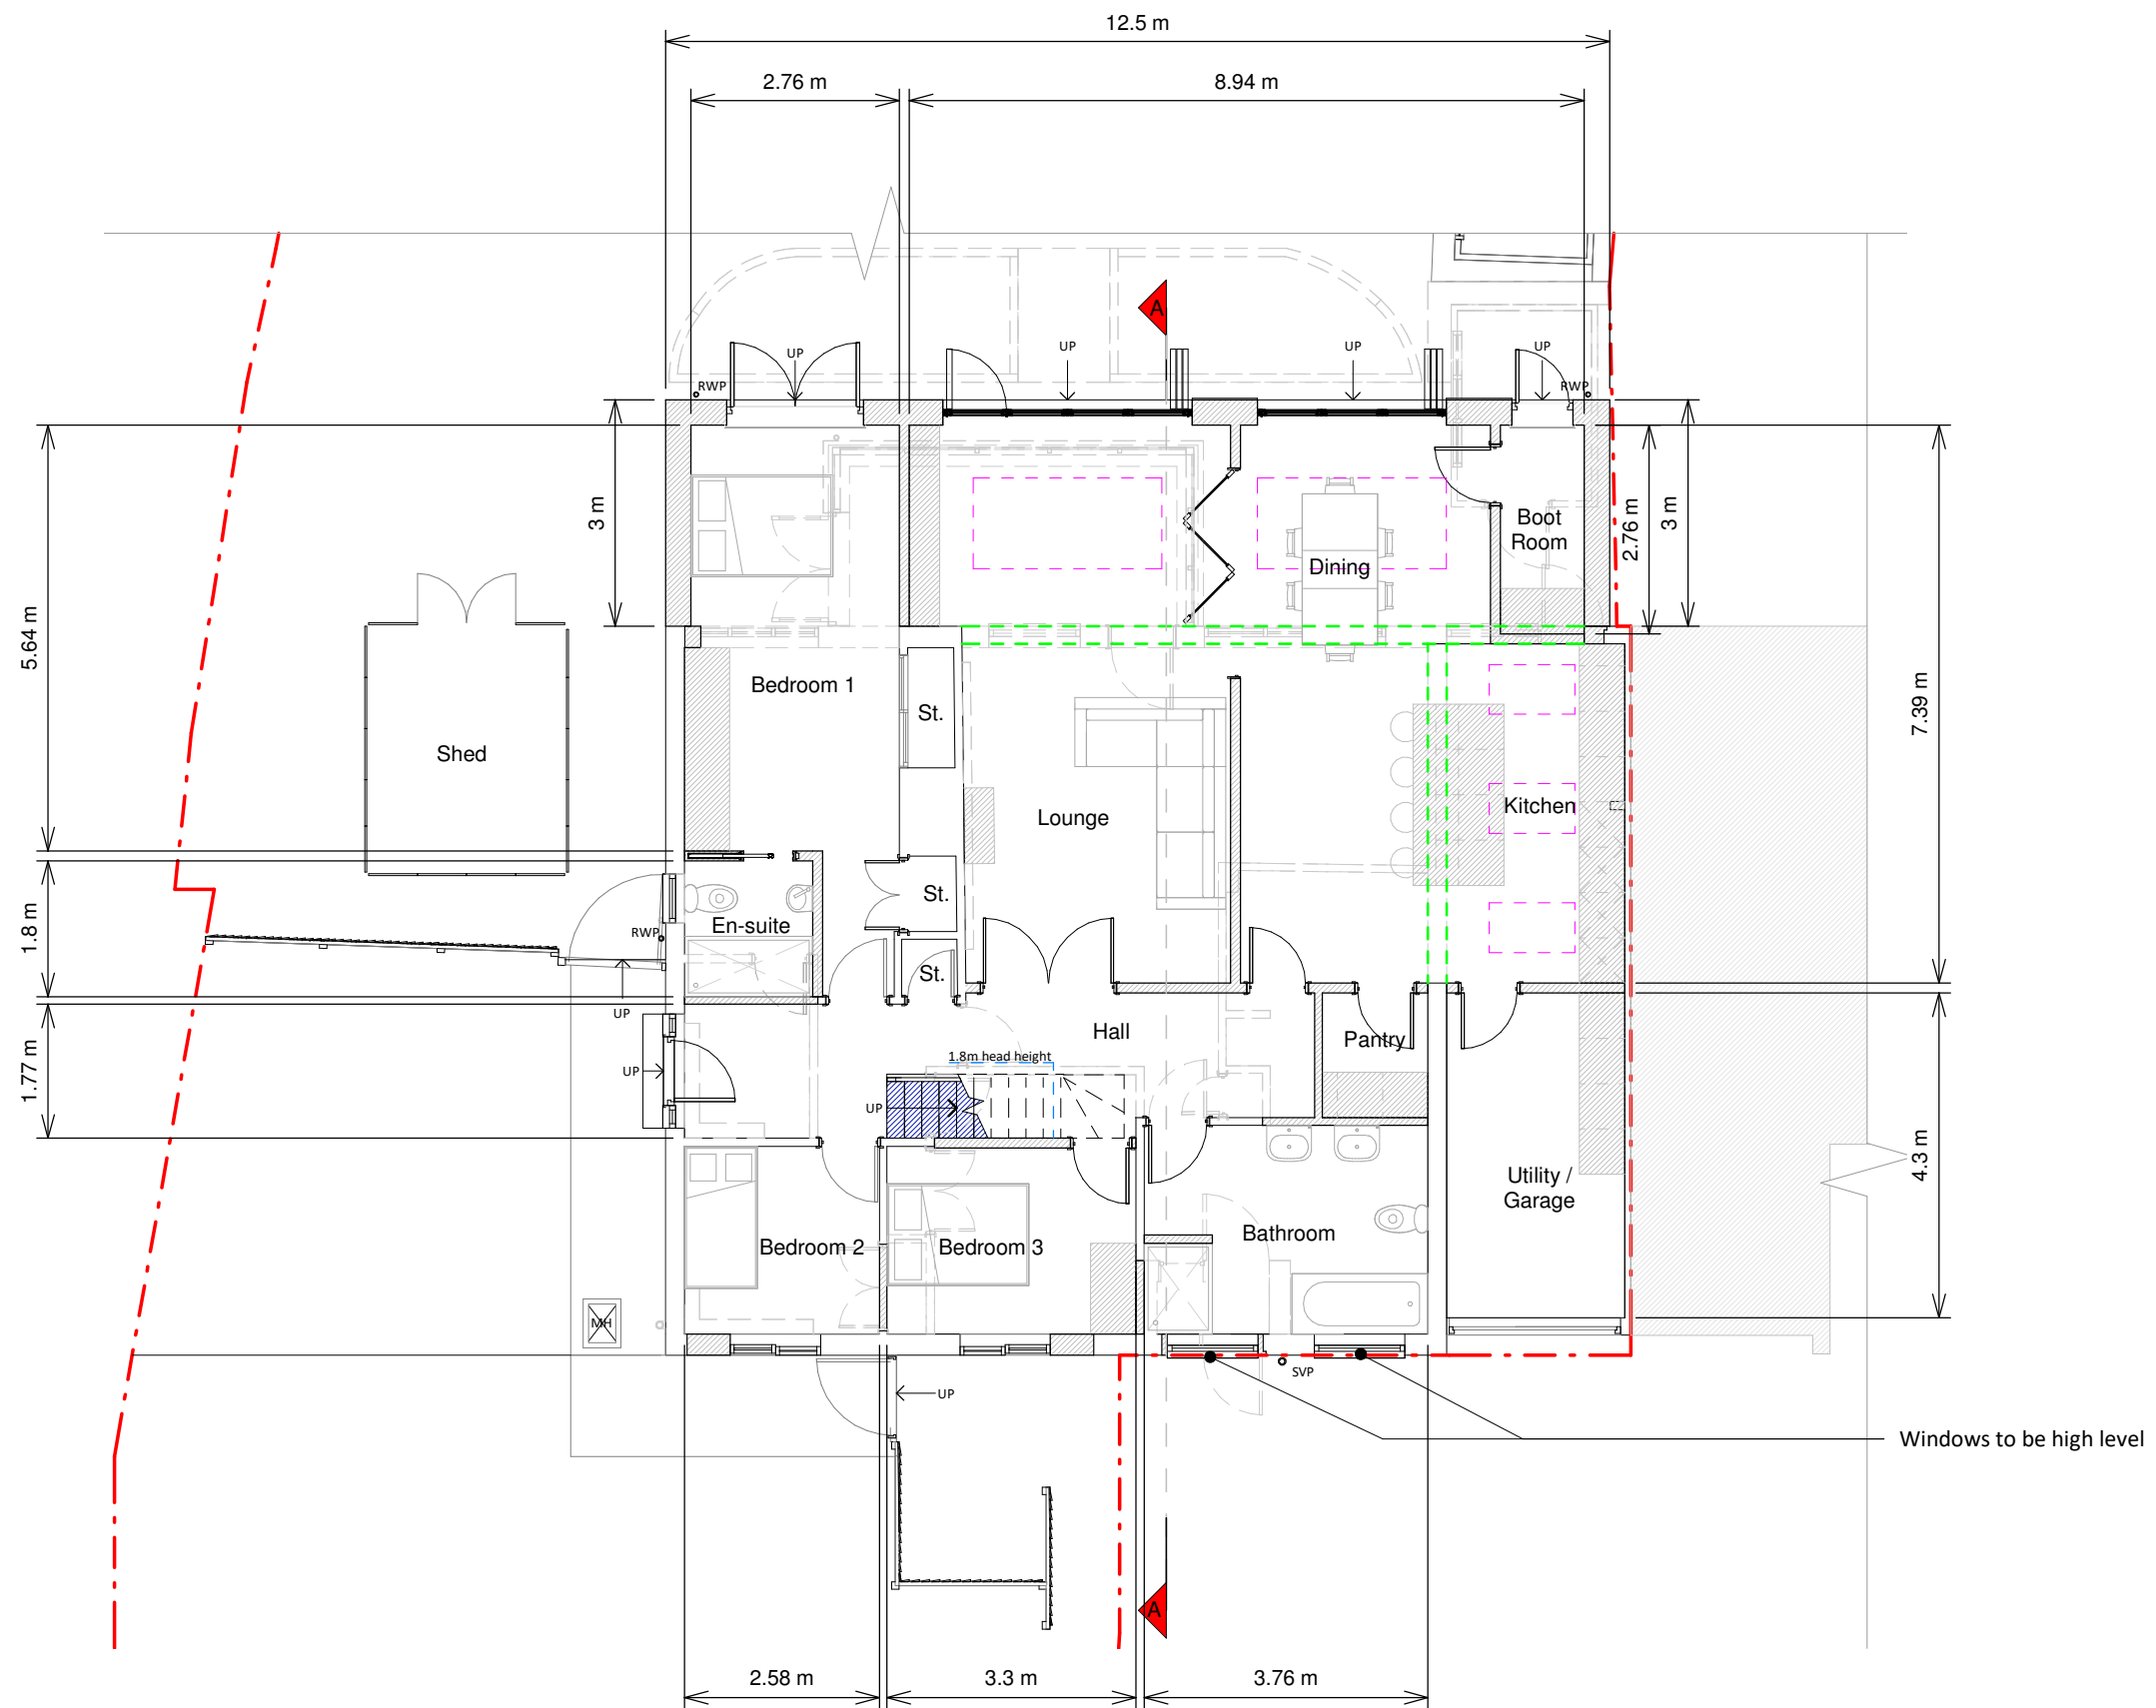 12.5 m
2.76 m
8.94 m
A
UP
UP
UP
UP
RWP
RWP
3 m
2.76 m
3 m
Boot
Room
Dining
5.64 m
Bedroom 1
St.
Shed
7.39 m
Kitchen
Lounge
St.
En-suite
RWP
1.8 m
St.
UP
Hall
Pantry
1.8m head height
1.77 m
UP
UP
4.3 m
Utility /
Garage
Bathroom
Bedroom 2
Bedroom 3
MH
SVP
UP
Windows to be high level
A
2.58 m
3.3 m
3.76 m